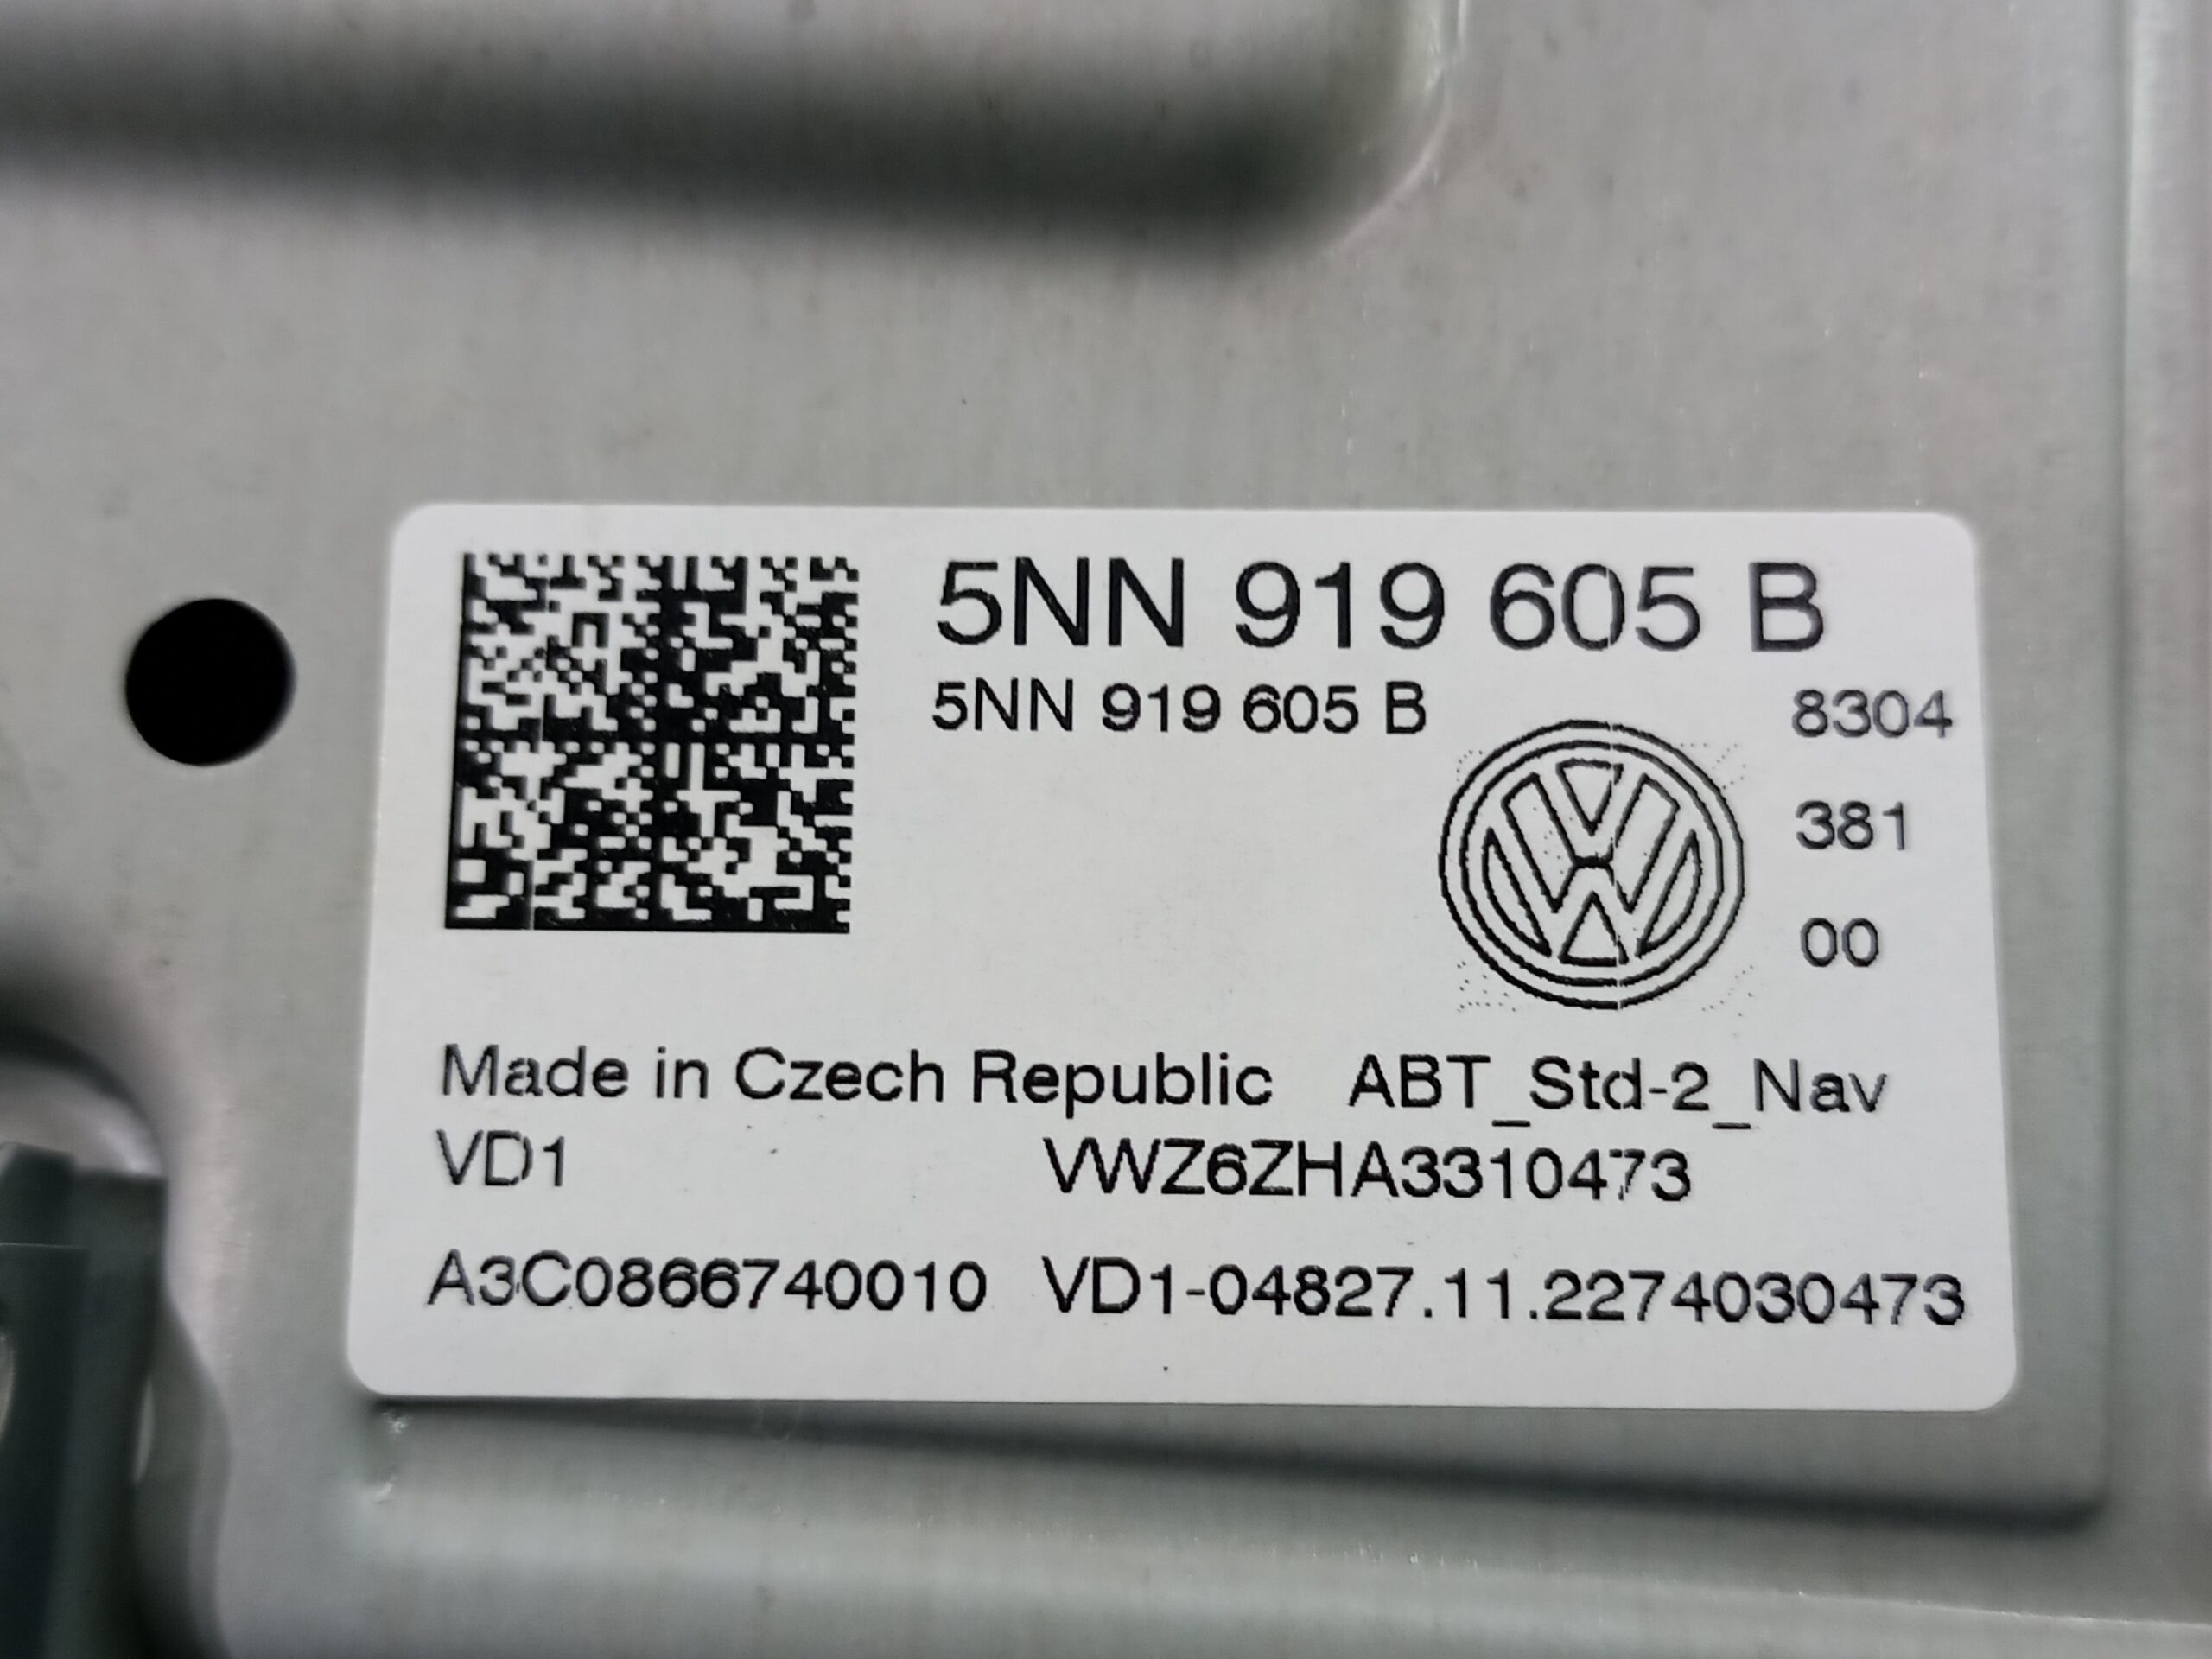 5NN 919 605 B
5NN 919 605 B
8304
381
00
Made in Czech Republic ABT_Std-2_Nav
VD1 VWZ6ZHA3310473
A3C0866740010 VD1-04827.11.2274030473